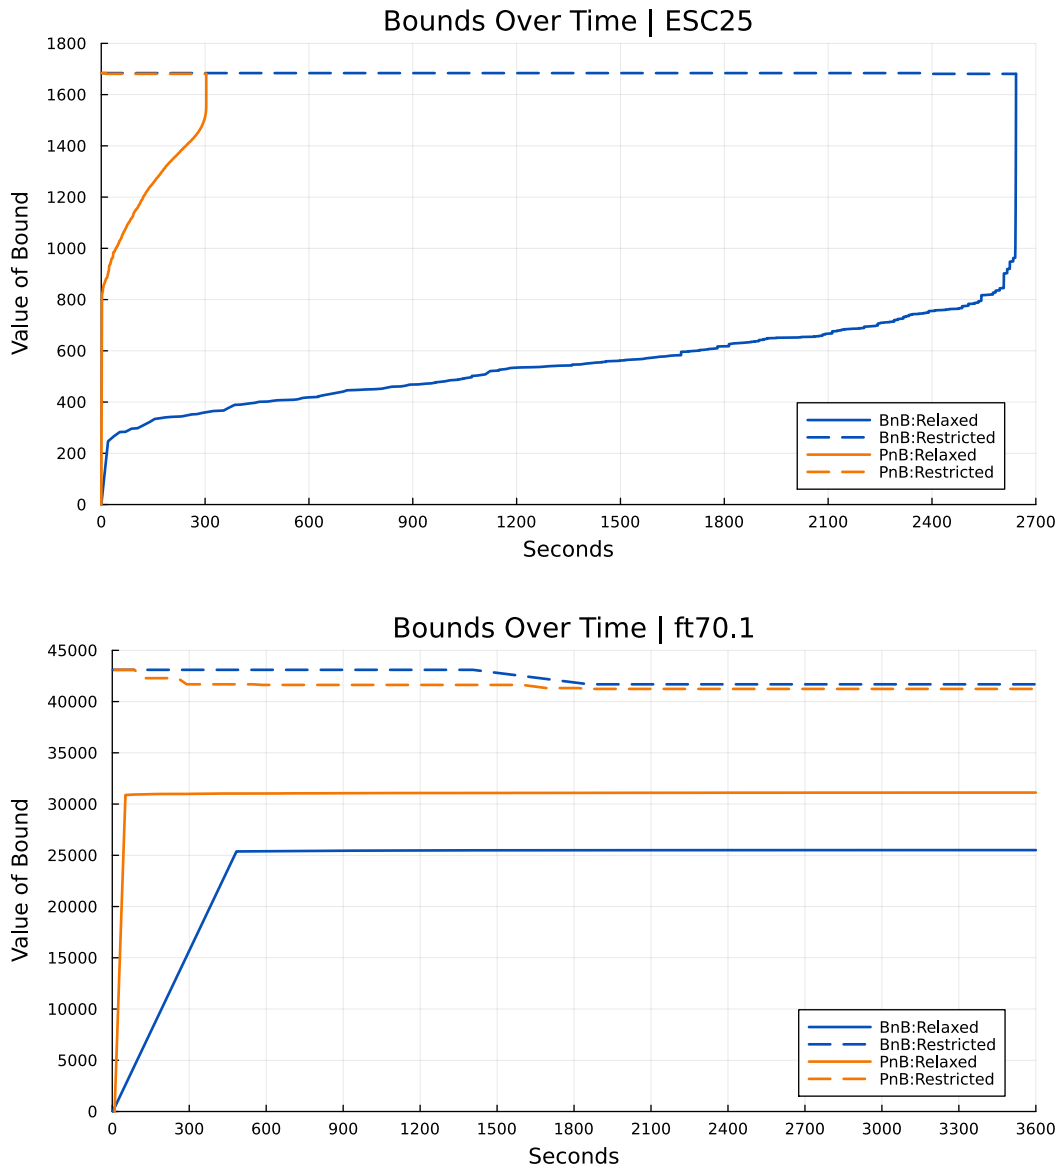 Bounds Over Time | ESC25
1800
1600
1400
1200
1000
800
600
400
200
0
Value of Bound
BnB:Relaxed
BnB:Restricted
PnB:Relaxed
PnB:Restricted
0 300 600 900 1200 1500 1800 2100 2400 2700
Seconds
Bounds Over Time | ft70.1
45000
40000
35000
30000
25000
20000
15000
10000
5000
0
Value of Bound
BnB:Relaxed
BnB:Restricted
PnB:Relaxed
PnB:Restricted
0 300 600 900 1200 1500 1800 2100 2400 2700 3000 3300 3600
Seconds